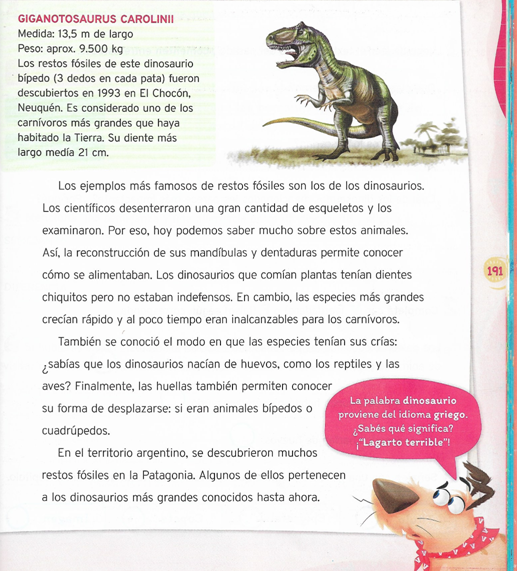 GIGANOTOSAURUS CAROLINII
Medida: 13,5 m de largo
Peso: aprox. 9.500 kg
Los restos fósiles de este dinosaurio
bípedo (3 dedos en cada pata) fueron
descubiertos en 1993 en El Chocón,
Neuquén. Es considerado uno de los
carnívoros más grandes que haya
habitado la Tierra. Su diente más
largo medía 21 cm.
Los ejemplos más famosos de restos fósiles son los de los dinosaurios.
Los científicos desenterraron una gran cantidad de esqueletos y los
examinaron. Por eso, hoy podemos saber mucho sobre estos animales.
Así, la reconstrucción de sus mandíbulas y dentaduras permite conocer
cómo se alimentaban. Los dinosaurios que comían plantas tenían dientes
chiquitos pero no estaban indefensos. En cambio, las especies más grandes
crecían rápido y al poco tiempo eran inalcanzables para los carnívoros.
También se conoció el modo en que las especies tenían sus crías:
¿sabías que los dinosaurios nacían de huevos, como los reptiles y las
aves? Finalmente, las huellas también permiten conocer
su forma de desplazarse: si eran animales bípedos o
cuadrúpedos.
En el territorio argentino, se descubrieron muchos
restos fósiles en la Patagonia. Algunos de ellos pertenecen
a los dinosaurios más grandes conocidos hasta ahora.
La palabra dinosaurio
proviene del idioma griego.
¿Sabés qué significa?
¡"Lagarto terrible"!
191